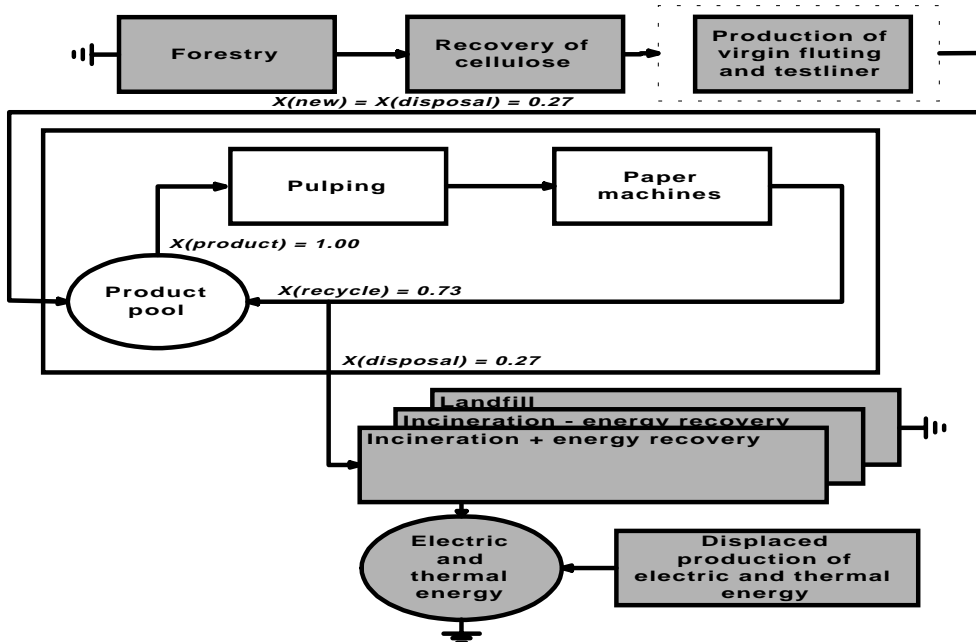 Forestry
Recovery of
cellulose
Production of
virgin fluting
and testliner
X(new) = X(disposal) = 0.27
Pulping
Paper
machines
X(product) = 1.00
Product
pool
X(recycle) = 0.73
X(disposal) = 0.27
Landfill
Incineration - energy recovery
Incineration + energy recovery
Electric
and
thermal
energy
Displaced
production of
electric and thermal
energy